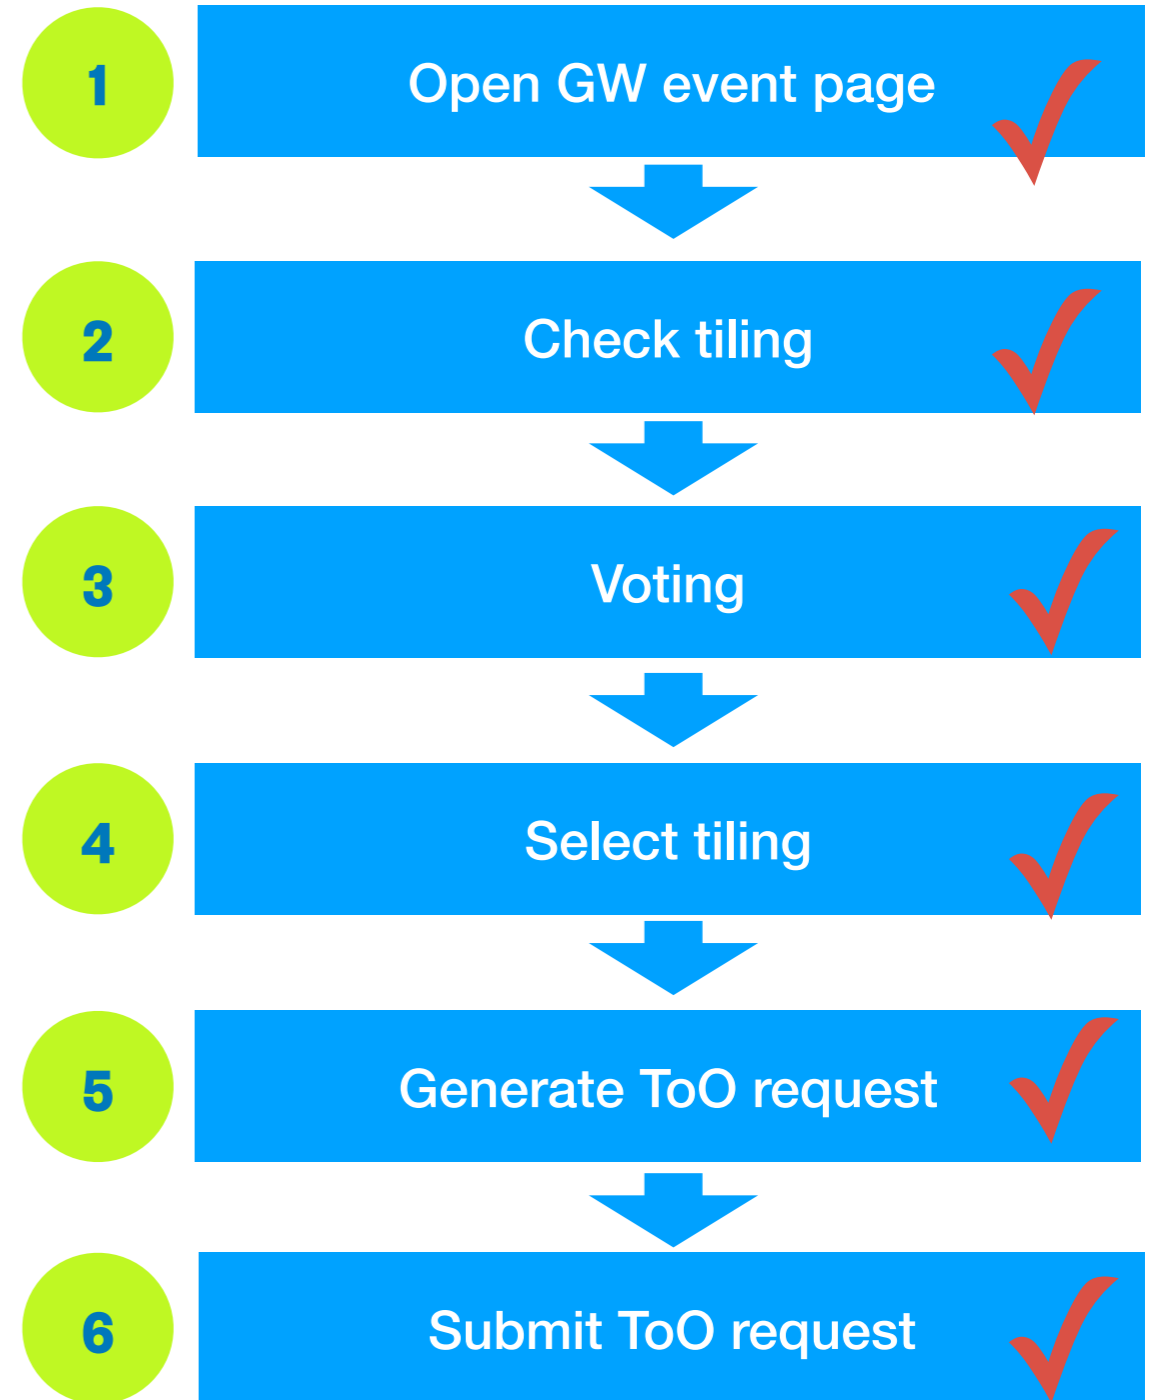 1
Open GW event page
2
Check tiling
3
Voting
4
Select tiling
5
Generate ToO request
6
Submit ToO request